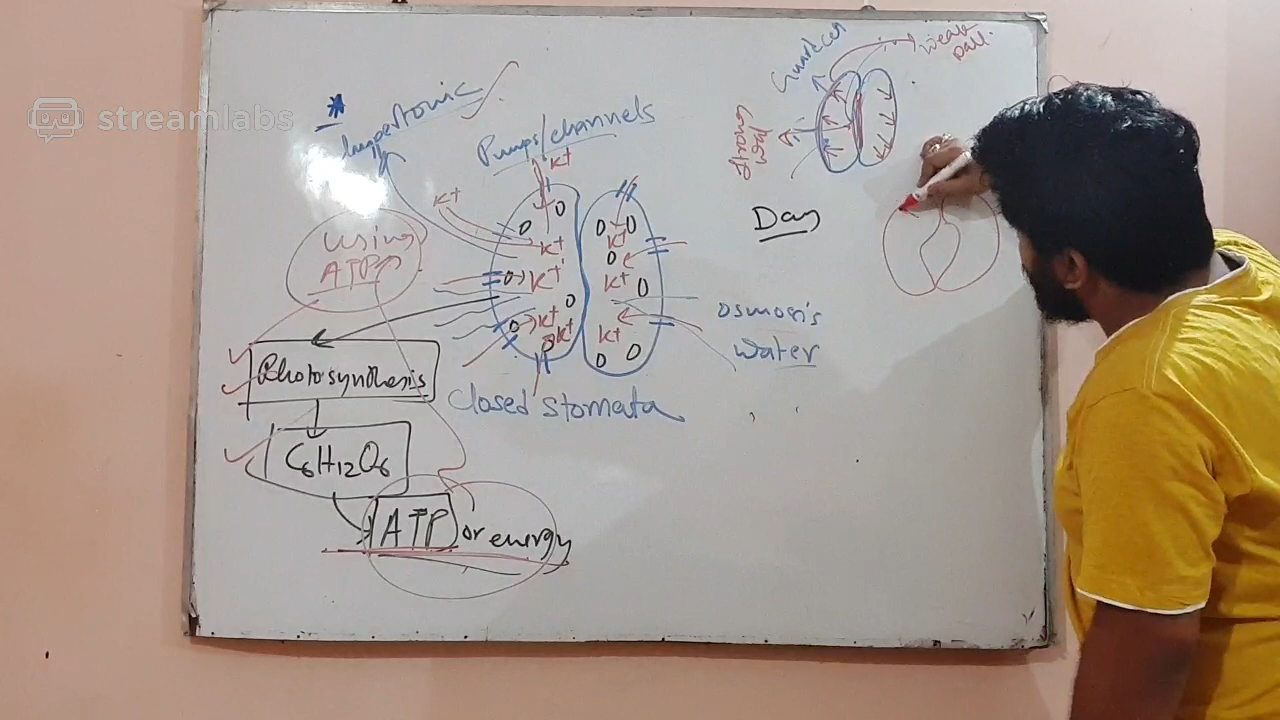 streamlabs
*
hypertonic
Pumps/channels
Guard cell
weak
wall.
Strong
wall
Day
K+
K+
using
ATP
K+
K+
K+
K+
K+
K+
K+
osmosis
water
Photosynthesis
closed stomata
C6H12O6
ATP or energy